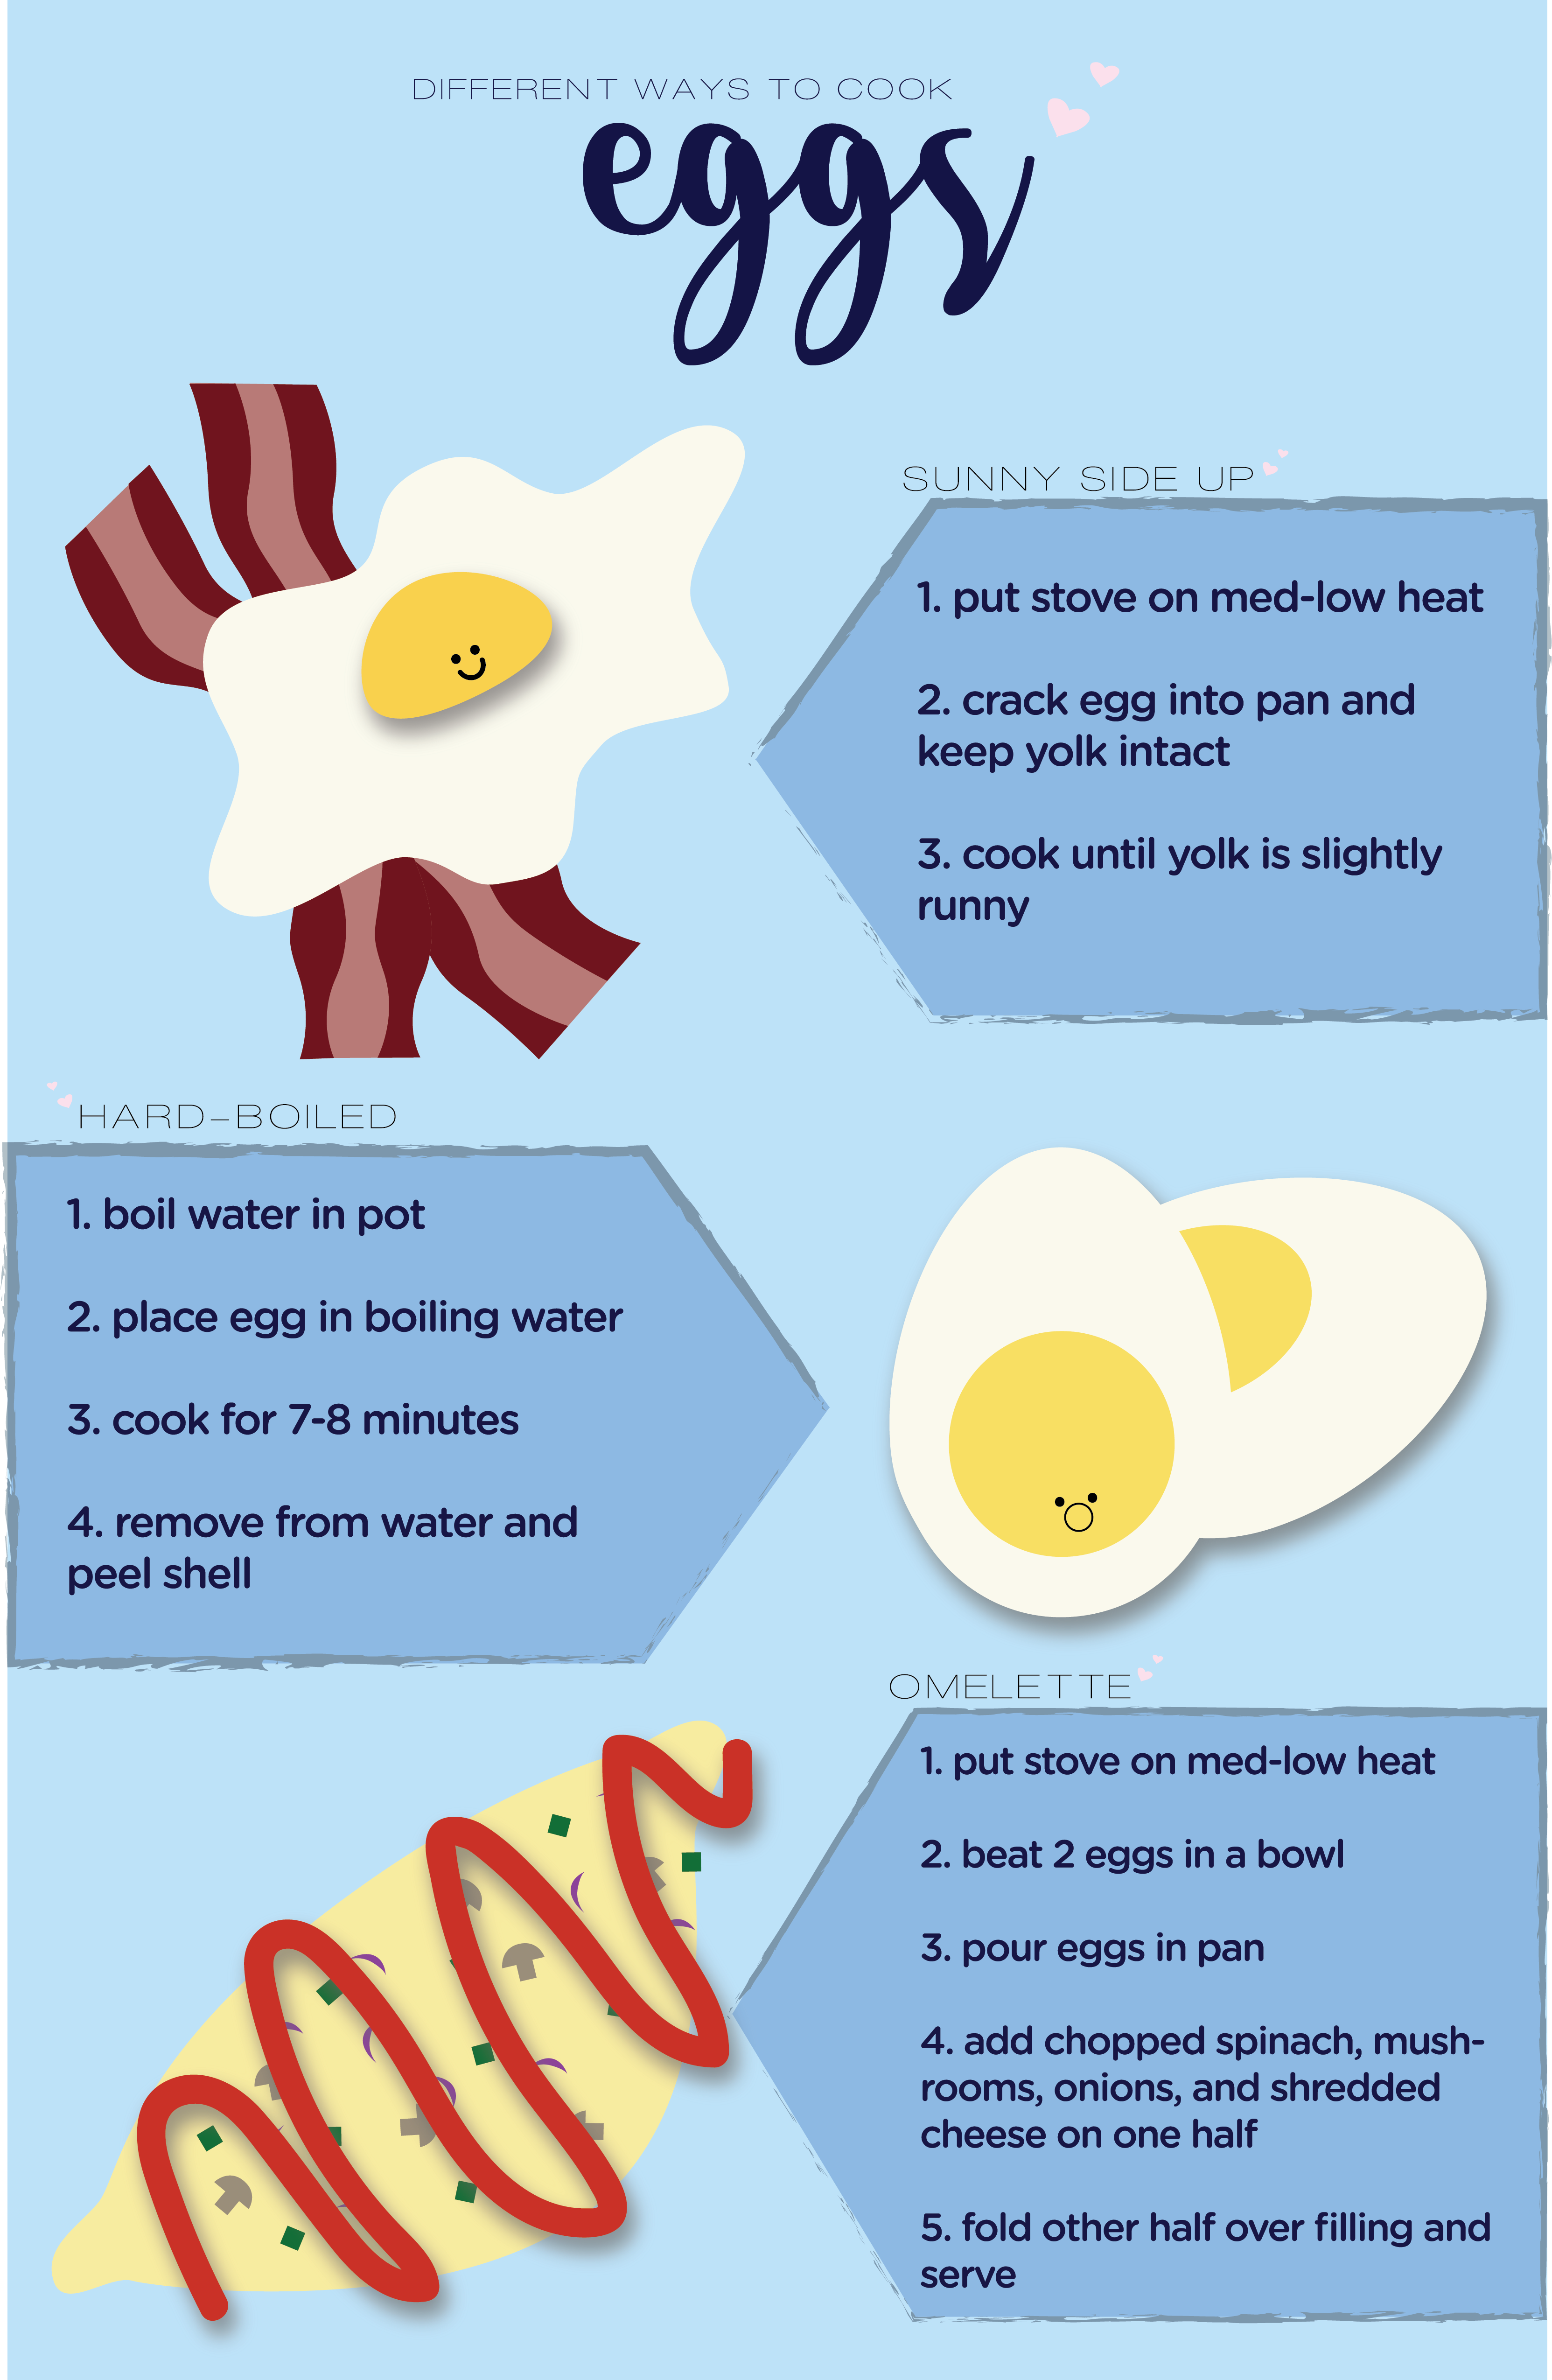 DIFFERENT WAYS TO COOK
eggs
SUNNY SIDE UP
1. put stove on med-low heat
2. crack egg into pan and
keep yolk intact
3. cook until yolk is slightly
runny
HARD-BOILED
1. boil water in pot
2. place egg in boiling water
3. cook for 7-8 minutes
4. remove from water and
peel shell
OMELETTE
1. put stove on med-low heat
2. beat 2 eggs in a bowl
3. pour eggs in pan
4. add chopped spinach, mush-
rooms, onions, and shredded
cheese on one half
5. fold other half over filling and
serve